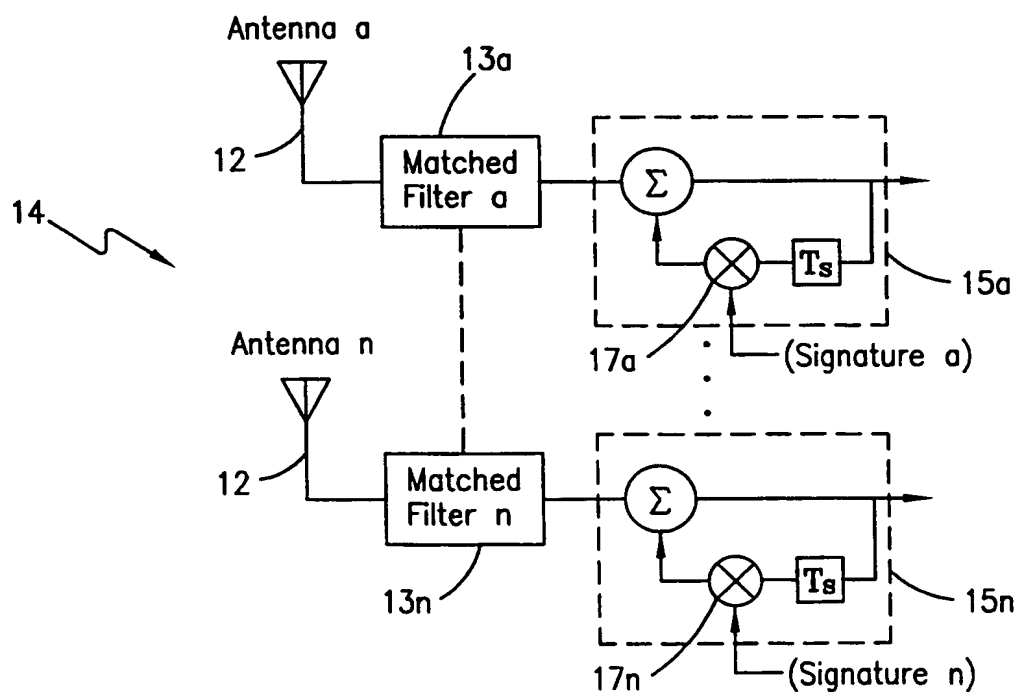 Antenna a
13a
12
Matched
Filter a
Σ
14
Ts
15a
Antenna n
17a
(Signature a)
12
Matched
Filter n
Σ
13n
Ts
15n
17n
(Signature n)